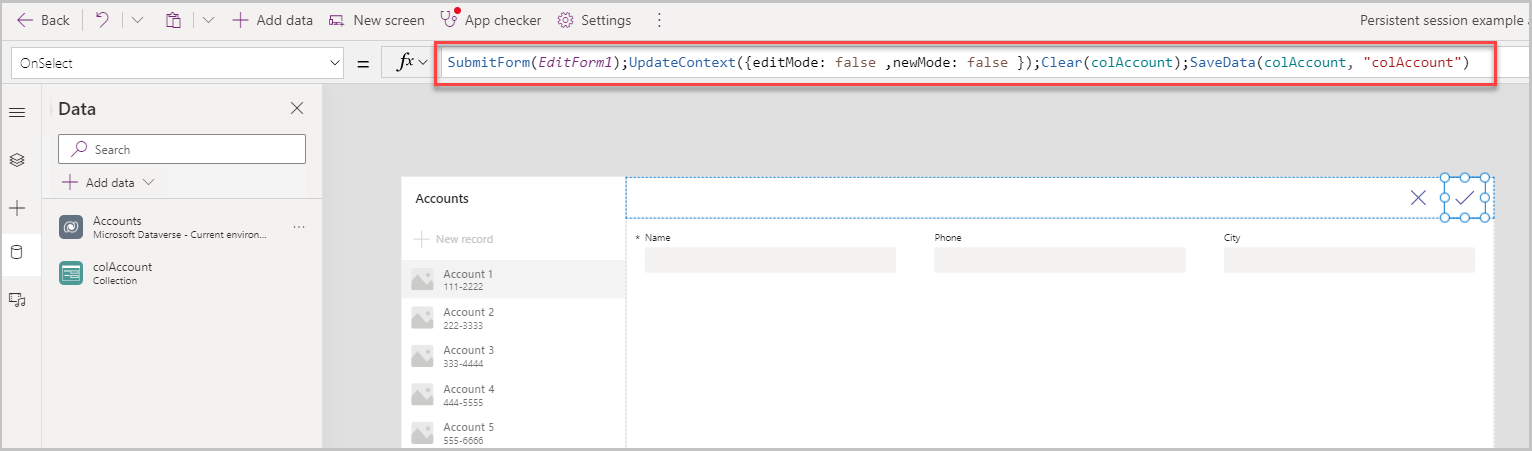 Back
Add data
New screen
App checker
Settings
Persistent session example a
OnSelect
=
fx
SubmitForm(EditForm1);UpdateContext({editMode: false ,newMode: false });Clear(colAccount);SaveData(colAccount, "colAccount")
Data
Search
Add data
Accounts
Microsoft Dataverse - Current environ...
colAccount
Collection
Accounts
New record
Account 1
111-2222
Account 2
222-3333
Account 3
333-4444
Account 4
444-5555
Account 5
555-6666
* Name
Phone
City